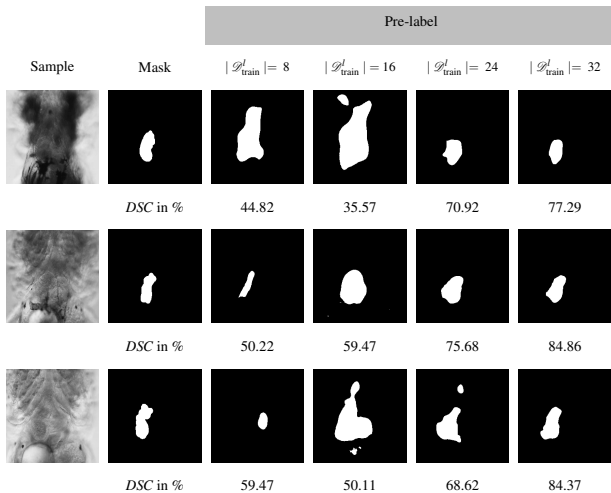 Pre-label
Sample Mask | 𝒟ˡtrain |= 8 | 𝒟ˡtrain | = 16 | 𝒟ˡtrain |= 24 | 𝒟ˡtrain |= 32
DSC in % 44.82 35.57 70.92 77.29
DSC in % 50.22 59.47 75.68 84.86
DSC in % 59.47 50.11 68.62 84.37